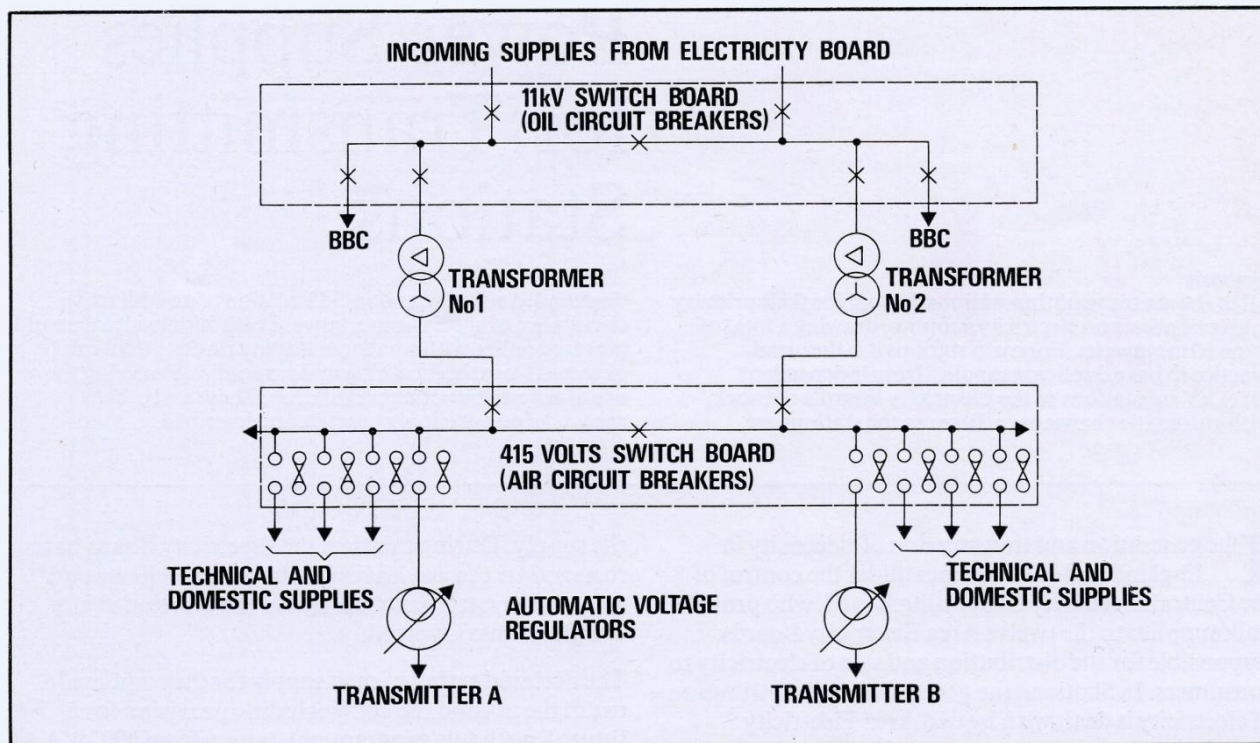 INCOMING SUPPLIES FROM ELECTRICITY BOARD
11kV SWITCH BOARD
(OIL CIRCUIT BREAKERS)
BBC
BBC
TRANSFORMER
No1
TRANSFORMER
No2
415 VOLTS SWITCH BOARD
(AIR CIRCUIT BREAKERS)
TECHNICAL AND
DOMESTIC SUPPLIES
AUTOMATIC VOLTAGE
REGULATORS
TECHNICAL AND
DOMESTIC SUPPLIES
TRANSMITTER A
TRANSMITTER B